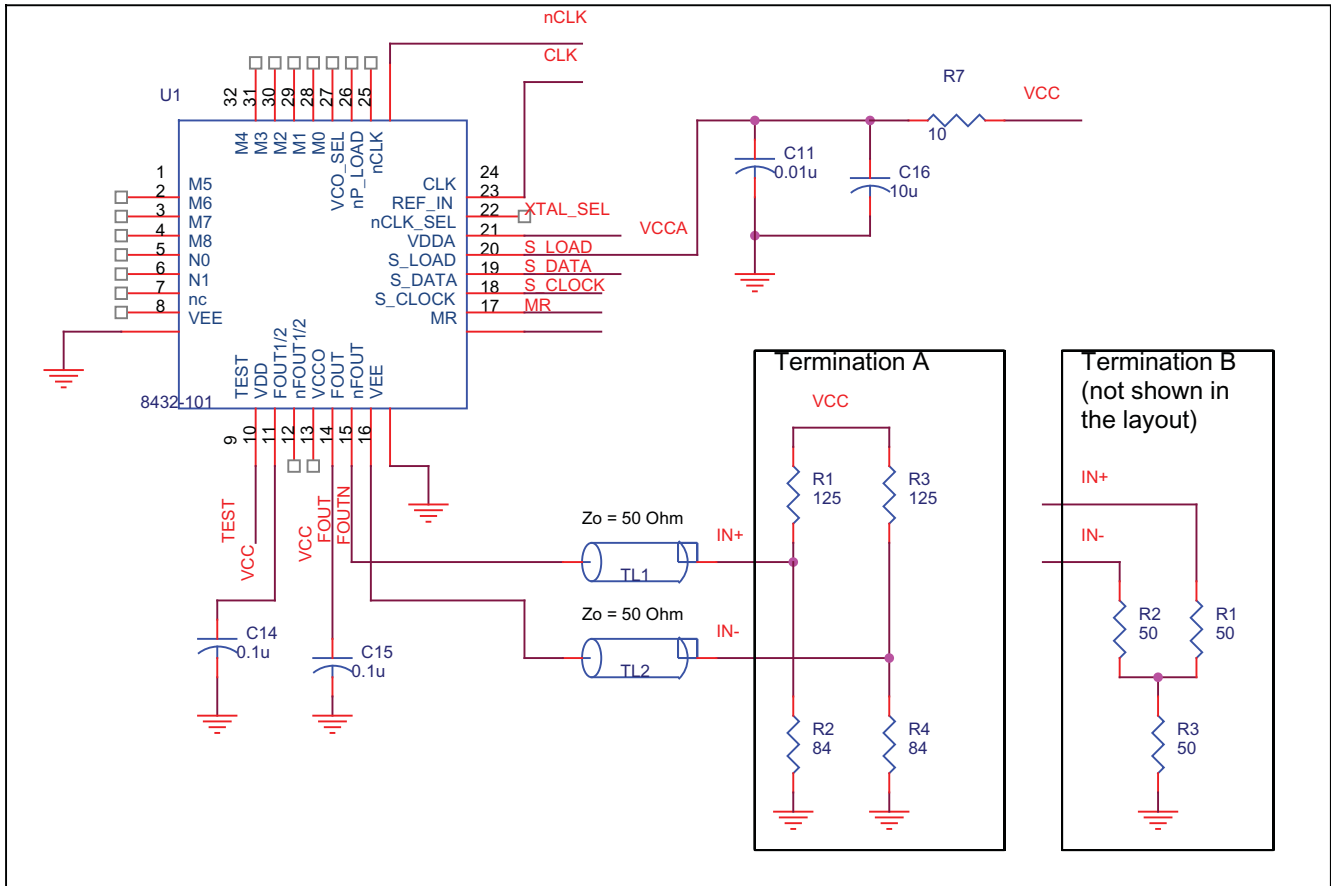 nCLK
CLK
U1
32
31
30
29
28
27
26
25
M4
M3
M2
M1
M0
VCO_SEL
nP_LOAD
nCLK
1
2
3
4
5
6
7
8
M5
M6
M7
M8
N0
N1
nc
VEE
24
23
22
21
20
19
18
17
CLK
REF_IN
nCLK_SEL
VDDA
S_LOAD
S_DATA
S_CLOCK
MR
XTAL_SEL
VCCA
S_LOAD
S_DATA
S_CLOCK
MR
R7
10
VCC
C11
0.01u
C16
10u
TEST
VDD
FOUT1/2
nFOUT1/2
VCCO
FOUT
nFOUT
VEE
8432-101
9
10
11
12
13
14
15
16
TEST
VCC
VCC
FOUT
FOUTN
C14
0.1u
C15
0.1u
Zo = 50 Ohm
TL1
IN+
Zo = 50 Ohm
TL2
IN-
Termination A
VCC
R1
125
R3
125
R2
84
R4
84
Termination B
(not shown in
the layout)
IN+
IN-
R2
50
R1
50
R3
50